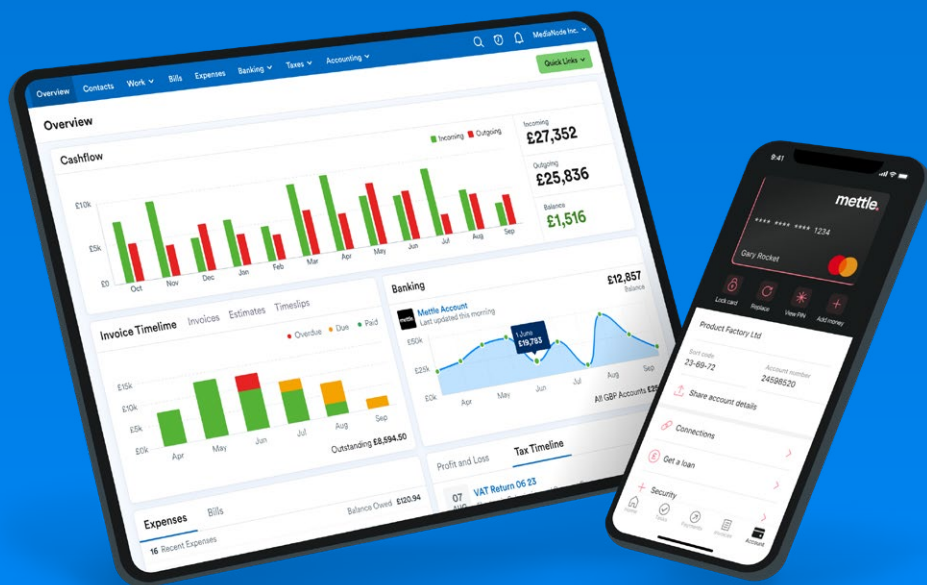 Overview Contacts Work Bills Expenses Banking Taxes Accounting MediaNode Inc.
Overview
Quick Links
Cashflow
Incoming Outgoing
£10k
£5k
£0
Oct Nov Dec Jan Feb Mar Apr May Jun Jul Aug Sep
Incoming
£27,352
Outgoing
£25,836
Balance
£1,516
Invoice Timeline Invoices Estimates Timeslips
Overdue Due Paid
£15k
£10k
£5k
£0k
Apr May Jun Jul Aug Sep
Outstanding £8,594.50
Banking
£12,857
Balance
mettle
Mettle Account
Last updated this morning
1 June
£19,783
£50k
£25k
£0k
Apr May Jun Jul Aug Sep
All GBP Accounts
Expenses Bills
Balance Owed £120.94
16 Recent Expenses
Profit and Loss Tax Timeline
07
AUG
VAT Return 06 23
9:41
mettle.
**** **** **** 1234
Gary Rocket
Lock card Replace View PIN Add money
Product Factory Ltd
Sort code
23-69-72
Account number
24598520
Share account details
Connections
Get a loan
Security
Home Tasks Payments Invoices Account